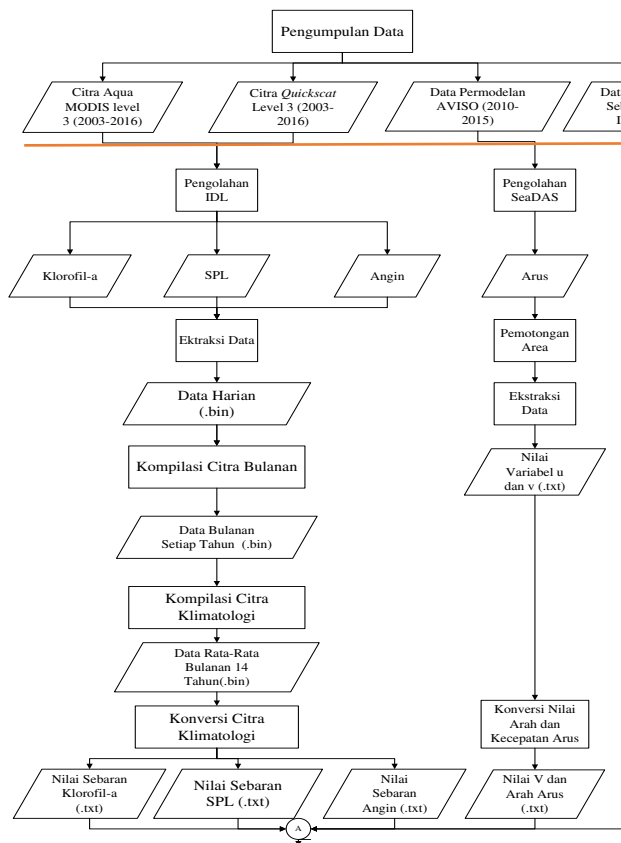 Pengumpulan Data
Citra Aqua
MODIS level
3 (2003-2016)
Citra Quickscat
Level 3 (2003-
2016)
Data Permodelan
AVISO (2010-
2015)
Data
Seb
Pengolahan
IDL
Pengolahan
SeaDAS
Klorofil-a
SPL
Angin
Arus
Ektraksi Data
Pemotongan
Area
Data Harian
(.bin)
Ekstraksi
Data
Kompilasi Citra Bulanan
Nilai
Variabel u
dan v (.txt)
Data Bulanan
Setiap Tahun (.bin)
Kompilasi Citra
Klimatologi
Data Rata-Rata
Bulanan 14
Tahun(.bin)
Konversi Citra
Klimatologi
Konversi Nilai
Arah dan
Kecepatan Arus
Nilai Sebaran
Klorofil-a
(.txt)
Nilai Sebaran
SPL (.txt)
Nilai
Sebaran
Angin (.txt)
Nilai V dan
Arah Arus
(.txt)
A